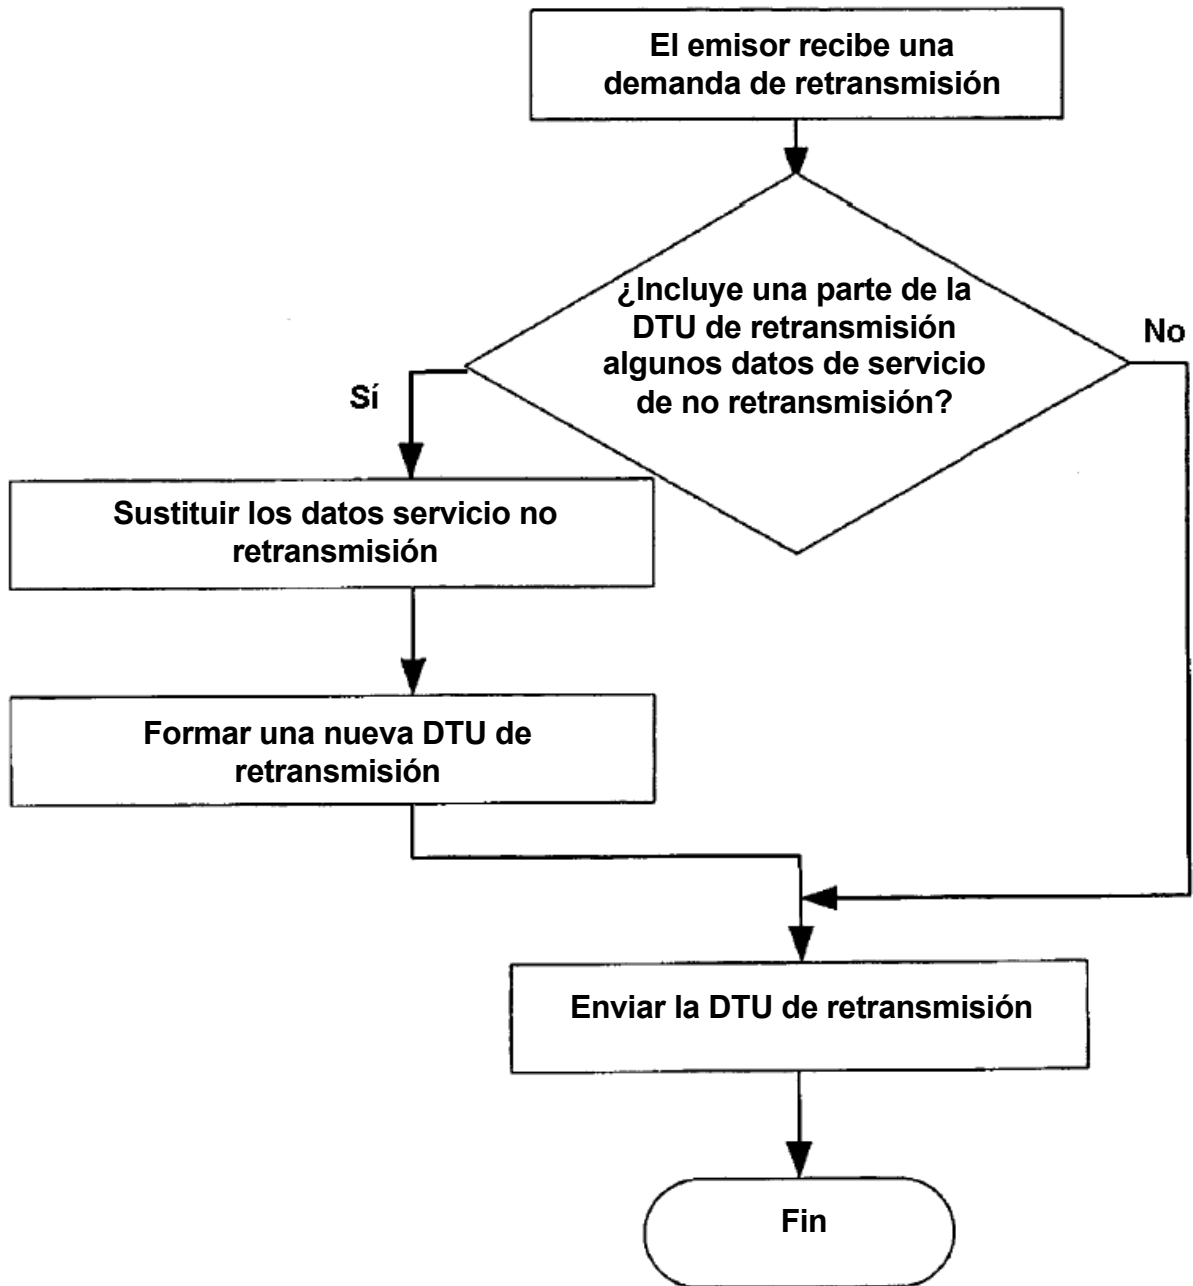 El emisor recibe una
demanda de retransmisión
¿Incluye una parte de la
DTU de retransmisión
algunos datos de servicio
de no retransmisión?
No
Sí
Sustituir los datos servicio no
retransmisión
Formar una nueva DTU de
retransmisión
Enviar la DTU de retransmisión
Fin